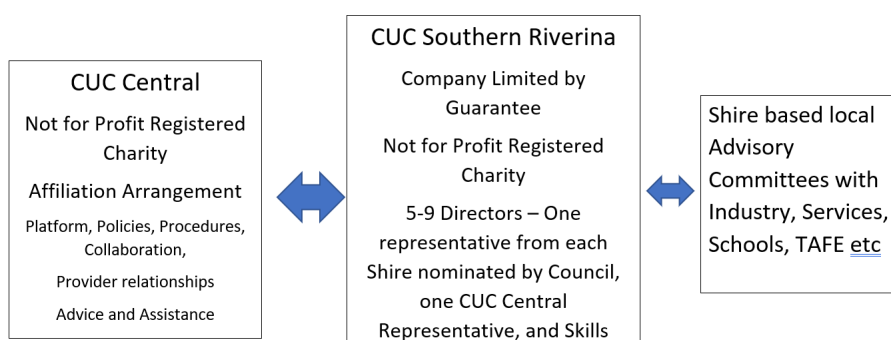 CUC Central
Not for Profit Registered
Charity
Affiliation Arrangement
Platform, Policies, Procedures,
Collaboration,
Provider relationships
Advice and Assistance
CUC Southern Riverina
Company Limited by
Guarantee
Not for Profit Registered
Charity
5-9 Directors – One
representative from each
Shire nominated by Council,
one CUC Central
Representative, and Skills
Shire based local
Advisory
Committees with
Industry, Services,
Schools, TAFE etc